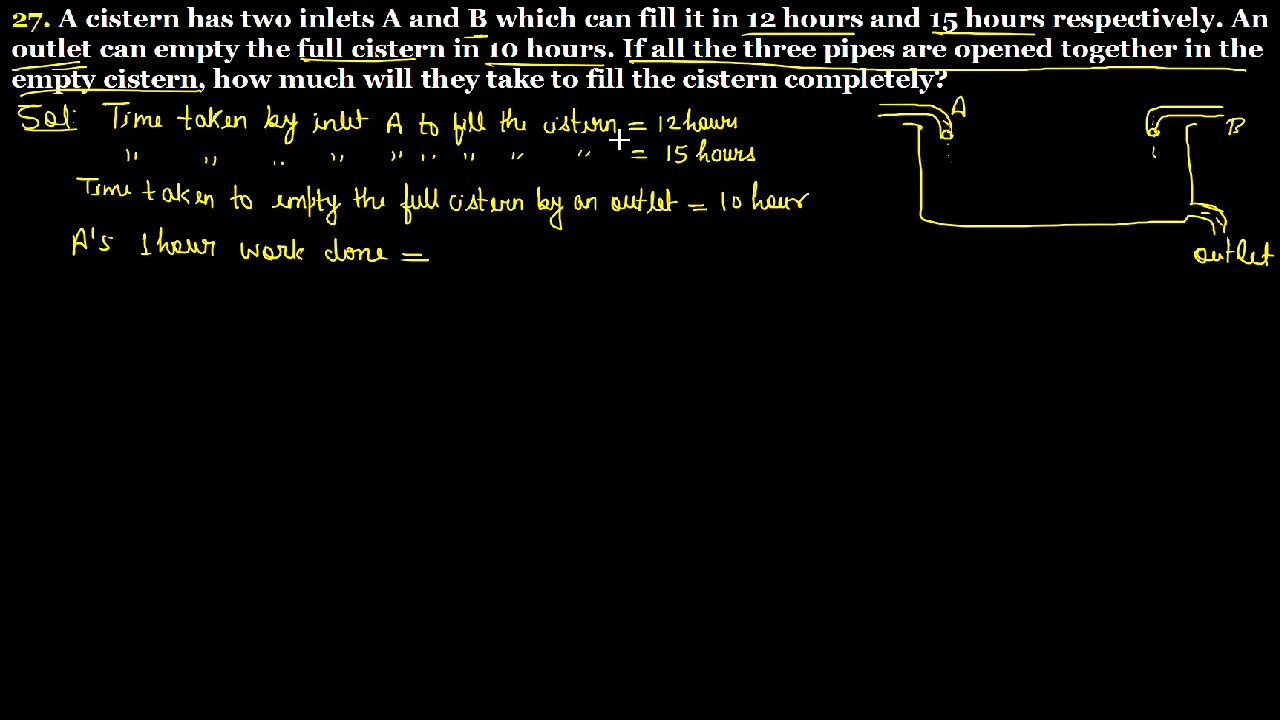 27. A cistern has two inlets A and B which can fill it in 12 hours and 15 hours respectively. An
outlet can empty the full cistern in 10 hours. If all the three pipes are opened together in the
empty cistern, how much will they take to fill the cistern completely?
Sol: Time taken by inlet A to fill the cistern = 12 hours
" " " " " " " " " = 15 hours
Time taken to empty the full cistern by an outlet = 10 hour
A's 1 hour work done =
A
B
outlet